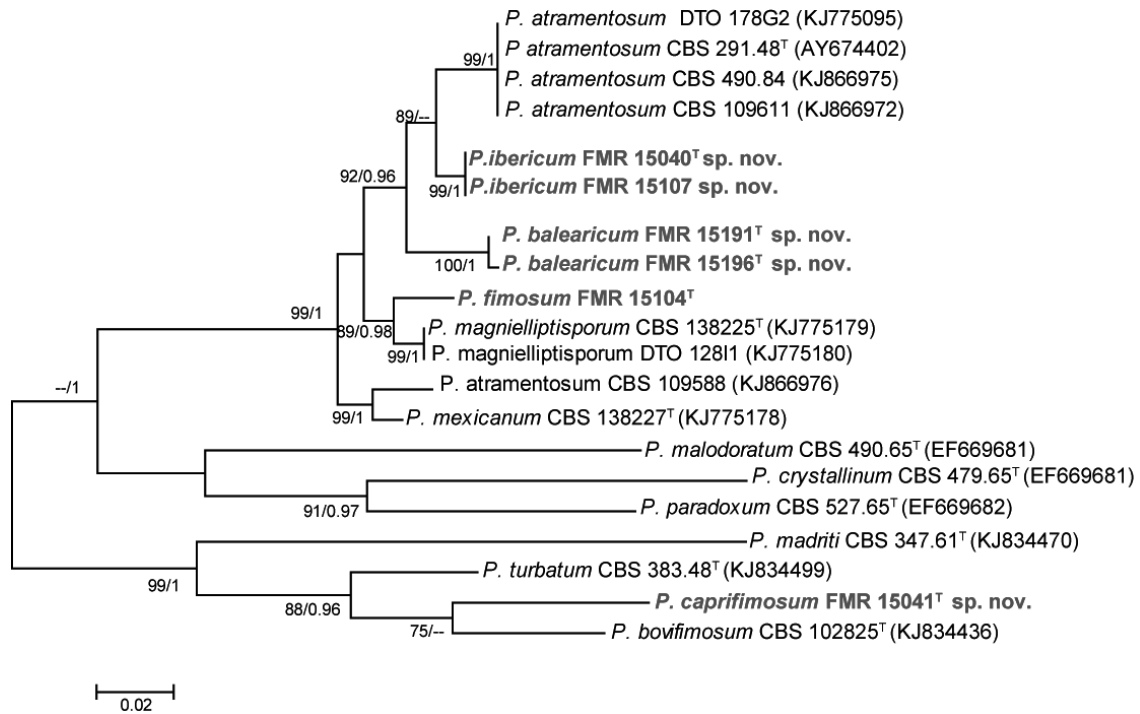 P. atramentosum DTO 178G2 (KJ775095)
P atramentosum CBS 291.48ᵀ (AY674402)
99/1
P. atramentosum CBS 490.84 (KJ866975)
P. atramentosum CBS 109611 (KJ866972)
89/--
P.ibericum FMR 15040ᵀ sp. nov.
92/0.96
99/1
P.ibericum FMR 15107 sp. nov.
P. balearicum FMR 15191ᵀ sp. nov.
100/1
P. balearicum FMR 15196ᵀ sp. nov.
P. fimosum FMR 15104ᵀ
99/1
89/0.98
P. magnielliptisporum CBS 138225ᵀ (KJ775179)
99/1
P. magnielliptisporum DTO 128I1 (KJ775180)
P. atramentosum CBS 109588 (KJ866976)
--/1
99/1
P. mexicanum CBS 138227ᵀ (KJ775178)
P. malodoratum CBS 490.65ᵀ (EF669681)
P. crystallinum CBS 479.65ᵀ (EF669681)
91/0.97
P. paradoxum CBS 527.65ᵀ (EF669682)
P. madriti CBS 347.61ᵀ (KJ834470)
99/1
P. turbatum CBS 383.48ᵀ (KJ834499)
88/0.96
P. caprifimosum FMR 15041ᵀ sp. nov.
75/--
P. bovifimosum CBS 102825ᵀ (KJ834436)
0.02